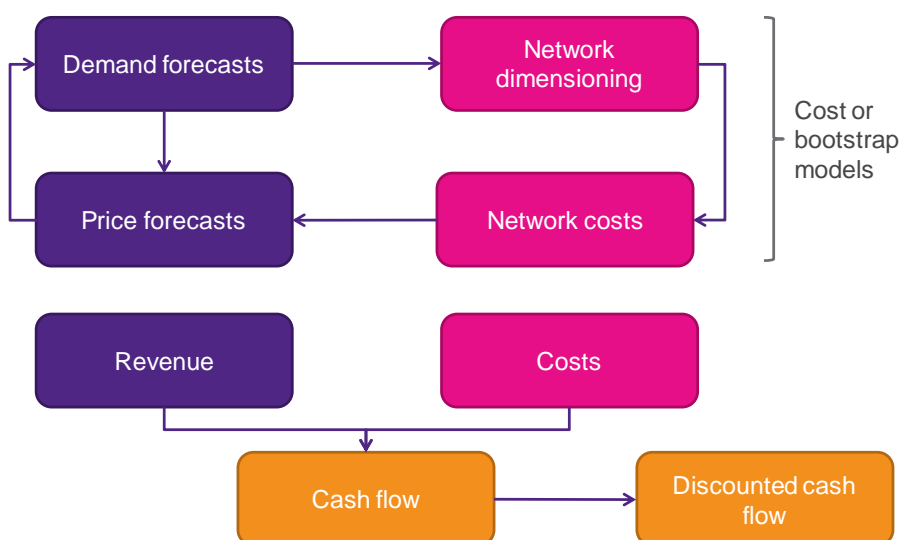 Demand forecasts
Network
dimensioning
Cost or
bootstrap
models
Price forecasts
Network costs
Revenue
Costs
Cash flow
Discounted cash
flow